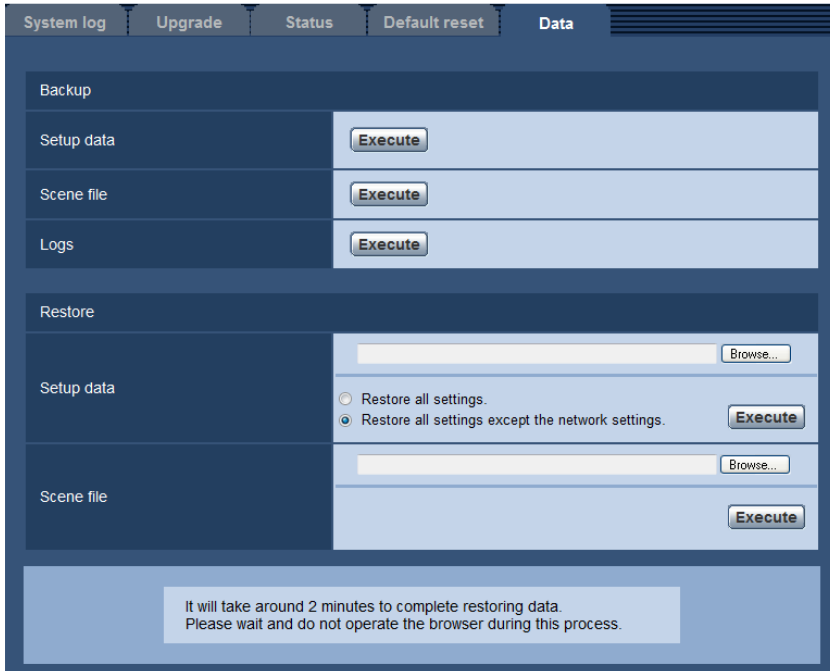 System log Upgrade Status Default reset Data
Backup
Setup data Execute
Scene file Execute
Logs Execute
Restore
Browse...
Setup data
Restore all settings.
Restore all settings except the network settings. Execute
Browse...
Scene file
Execute
It will take around 2 minutes to complete restoring data.
Please wait and do not operate the browser during this process.